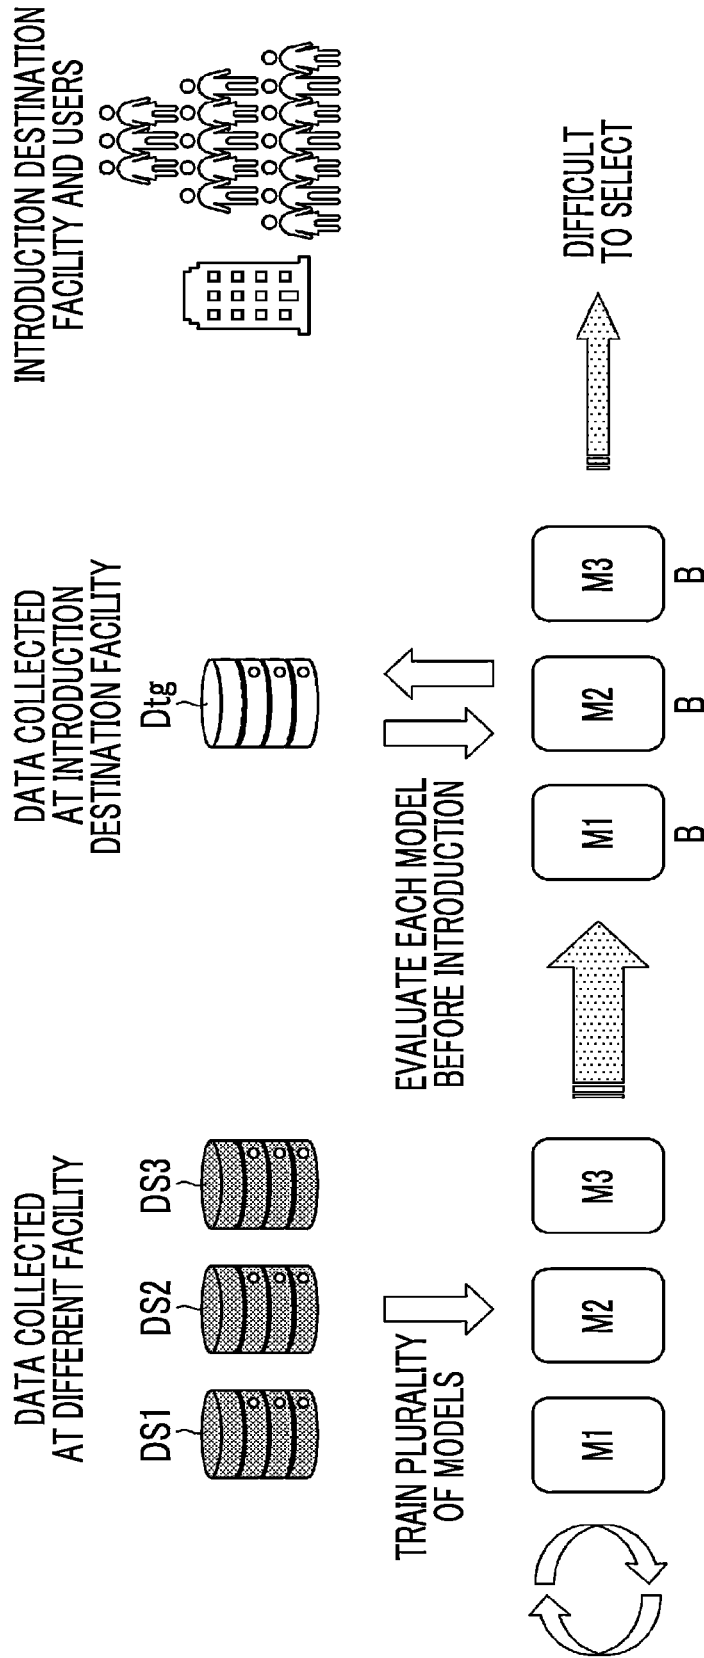 DATA COLLECTED
AT DIFFERENT FACILITY
DS1
DS2
DS3
TRAIN PLURALITY
OF MODELS
M1
M2
M3
DATA COLLECTED
AT INTRODUCTION
DESTINATION FACILITY
Dtg
EVALUATE EACH MODEL
BEFORE INTRODUCTION
M1
M2
M3
B
B
B
INTRODUCTION DESTINATION
FACILITY AND USERS
DIFFICULT
TO SELECT